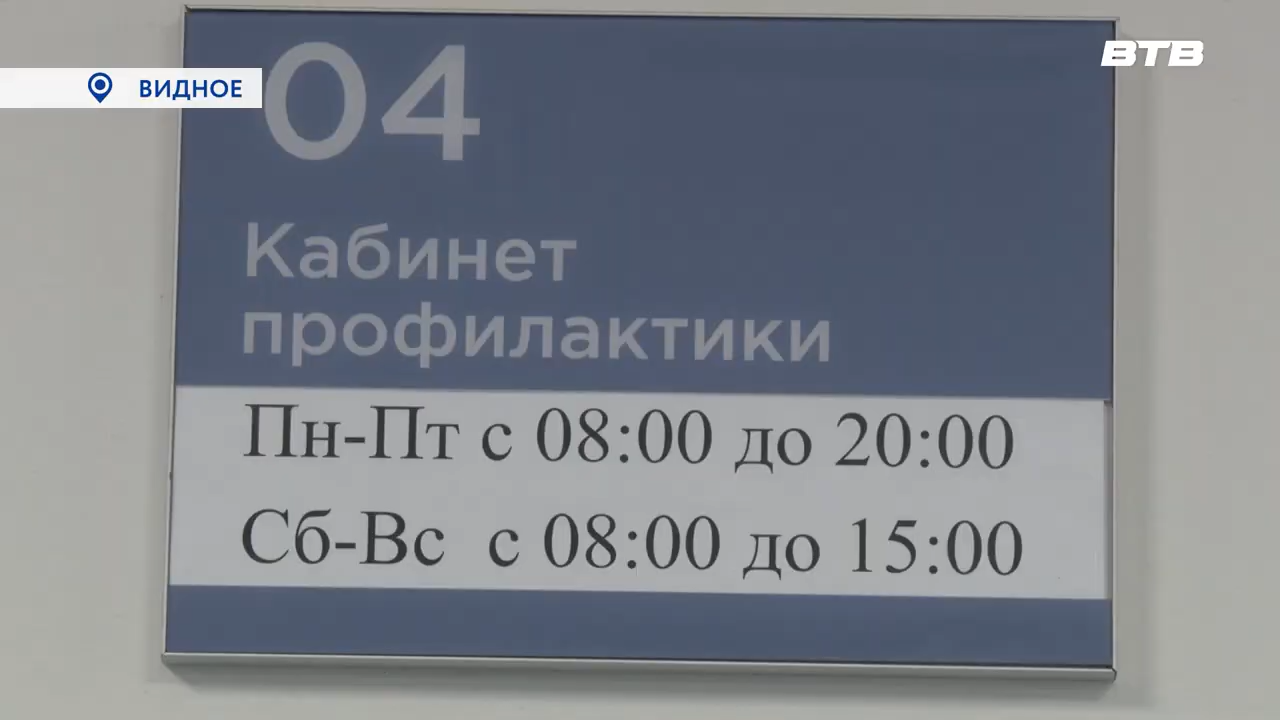 ВТВ
ВИДНОЕ
04
Кабинет
профилактики
Пн-Пт с 08:00 до 20:00
Сб-Вс с 08:00 до 15:00